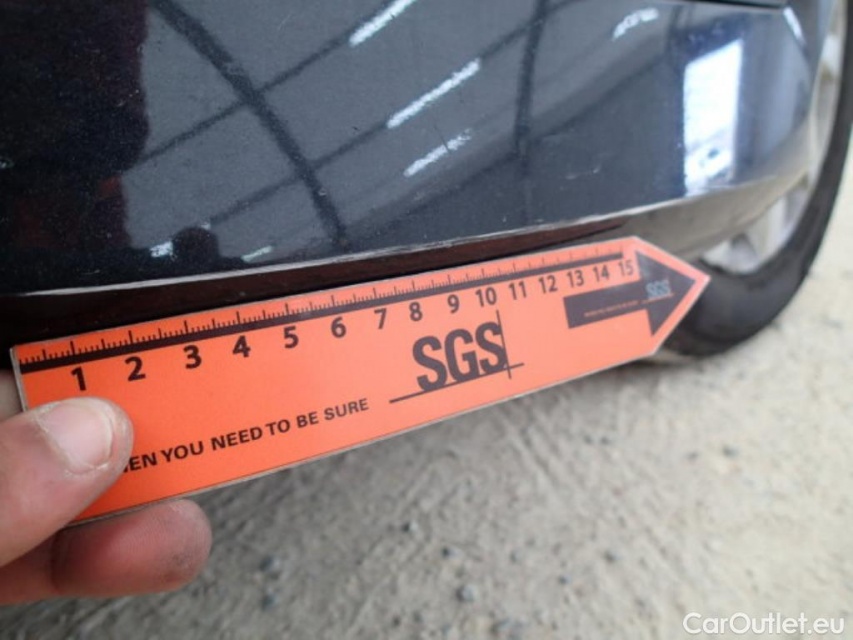 1 2 3 4 5 6 7 8 9 10 11 12 13 14 15
SGS
SGS
EN YOU NEED TO BE SURE
CarOutlet.eu